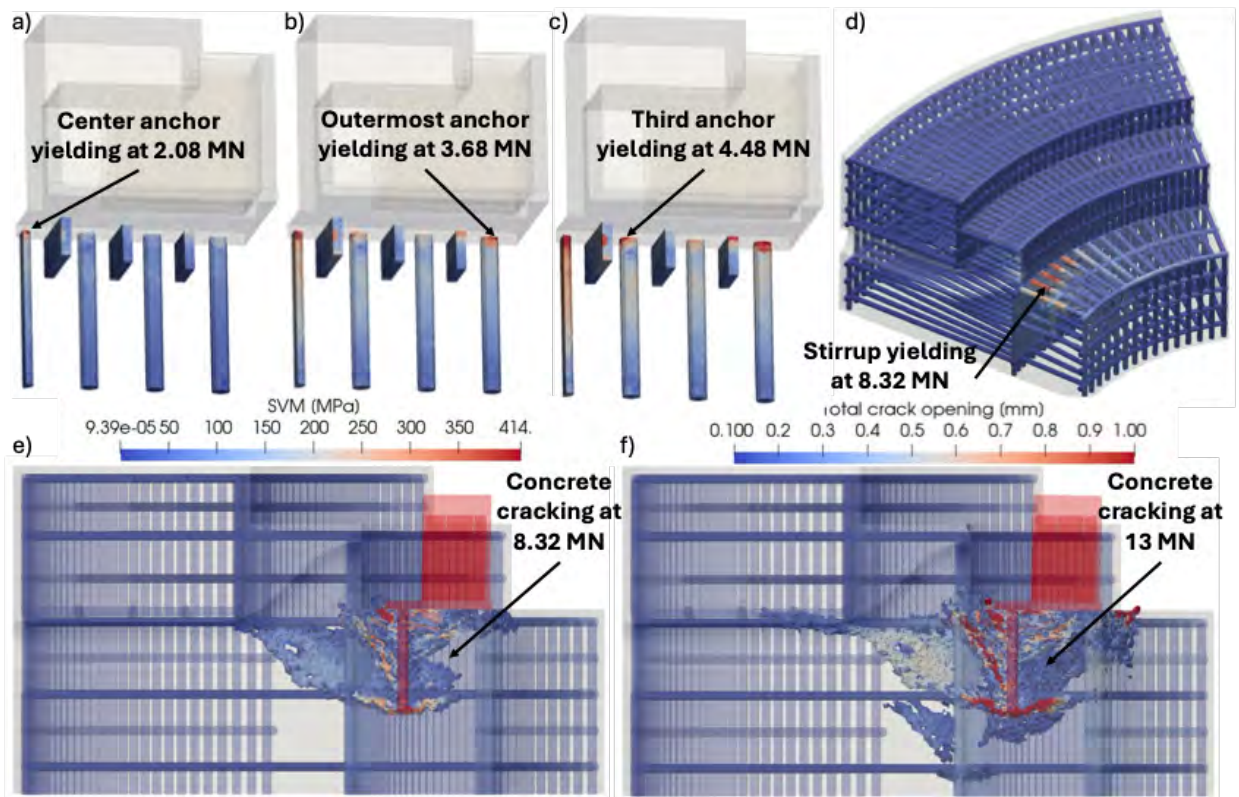 a)
b)
c)
d)
Center anchor
yielding at 2.08 MN
Outermost anchor
yielding at 3.68 MN
Third anchor
yielding at 4.48 MN
Stirrup yielding
at 8.32 MN
SVM [MPa]
9.39e-05 50 100 150 200 250 300 350 414.
otal crack opening [mm]
0.100 0.2 0.3 0.4 0.5 0.6 0.7 0.8 0.9 1.00
e)
Concrete
cracking at
8.32 MN
f)
Concrete
cracking at
13 MN